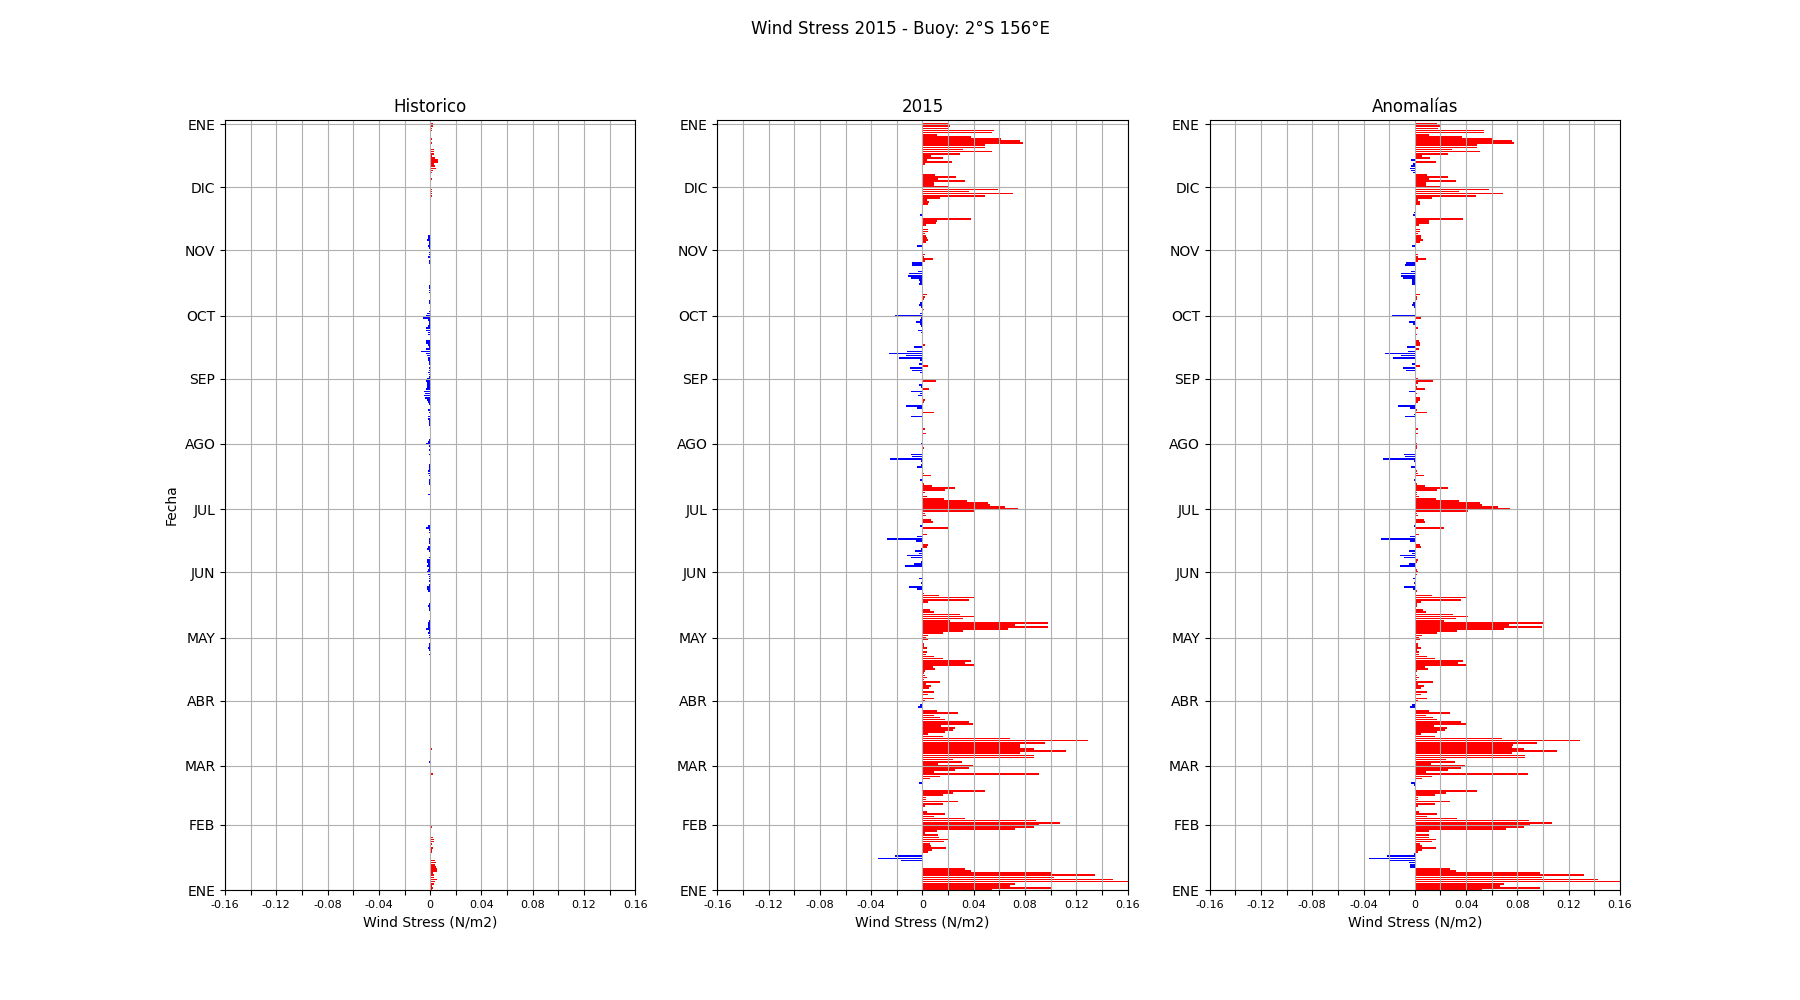 Wind Stress 2015 - Buoy: 2°S 156°E
Historico
2015
Anomalías
ENE
DIC
NOV
OCT
SEP
AGO
JUL
JUN
MAY
ABR
MAR
FEB
ENE
Fecha
-0.16 -0.12 -0.08 -0.04 0 0.04 0.08 0.12 0.16
Wind Stress (N/m2)
ENE
DIC
NOV
OCT
SEP
AGO
JUL
JUN
MAY
ABR
MAR
FEB
ENE
-0.16 -0.12 -0.08 -0.04 0 0.04 0.08 0.12 0.16
Wind Stress (N/m2)
ENE
DIC
NOV
OCT
SEP
AGO
JUL
JUN
MAY
ABR
MAR
FEB
ENE
-0.16 -0.12 -0.08 -0.04 0 0.04 0.08 0.12 0.16
Wind Stress (N/m2)